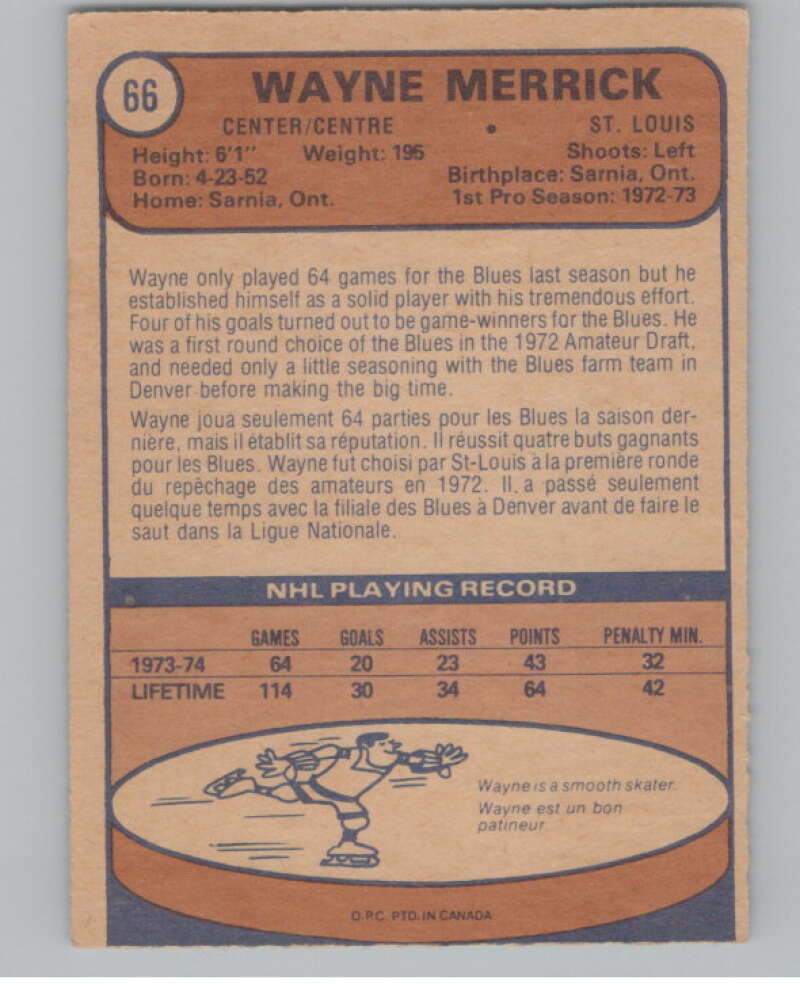 66 WAYNE MERRICK
CENTER/CENTRE • ST. LOUIS
Height: 6'1" Weight: 195 Shoots: Left
Born: 4-23-52 Birthplace: Sarnia, Ont.
Home: Sarnia, Ont. 1st Pro Season: 1972-73
Wayne only played 64 games for the Blues last season but he
established himself as a solid player with his tremendous effort.
Four of his goals turned out to be game-winners for the Blues. He
was a first round choice of the Blues in the 1972 Amateur Draft,
and needed only a little seasoning with the Blues farm team in
Denver before making the big time.
Wayne joua seulement 64 parties pour les Blues la saison der-
nière, mais il établit sa réputation. Il réussit quatre buts gagnants
pour les Blues. Wayne fut choisi par St-Louis à la première ronde
du repêchage des amateurs en 1972. Il a passé seulement
quelque temps avec la filiale des Blues à Denver avant de faire le
saut dans la Ligue Nationale.
NHL PLAYING RECORD
GAMES GOALS ASSISTS POINTS PENALTY MIN.
1973-74 64 20 23 43 32
LIFETIME 114 30 34 64 42
Wayne is a smooth skater.
Wayne est un bon
patineur
O.P.C. PTD. IN CANADA